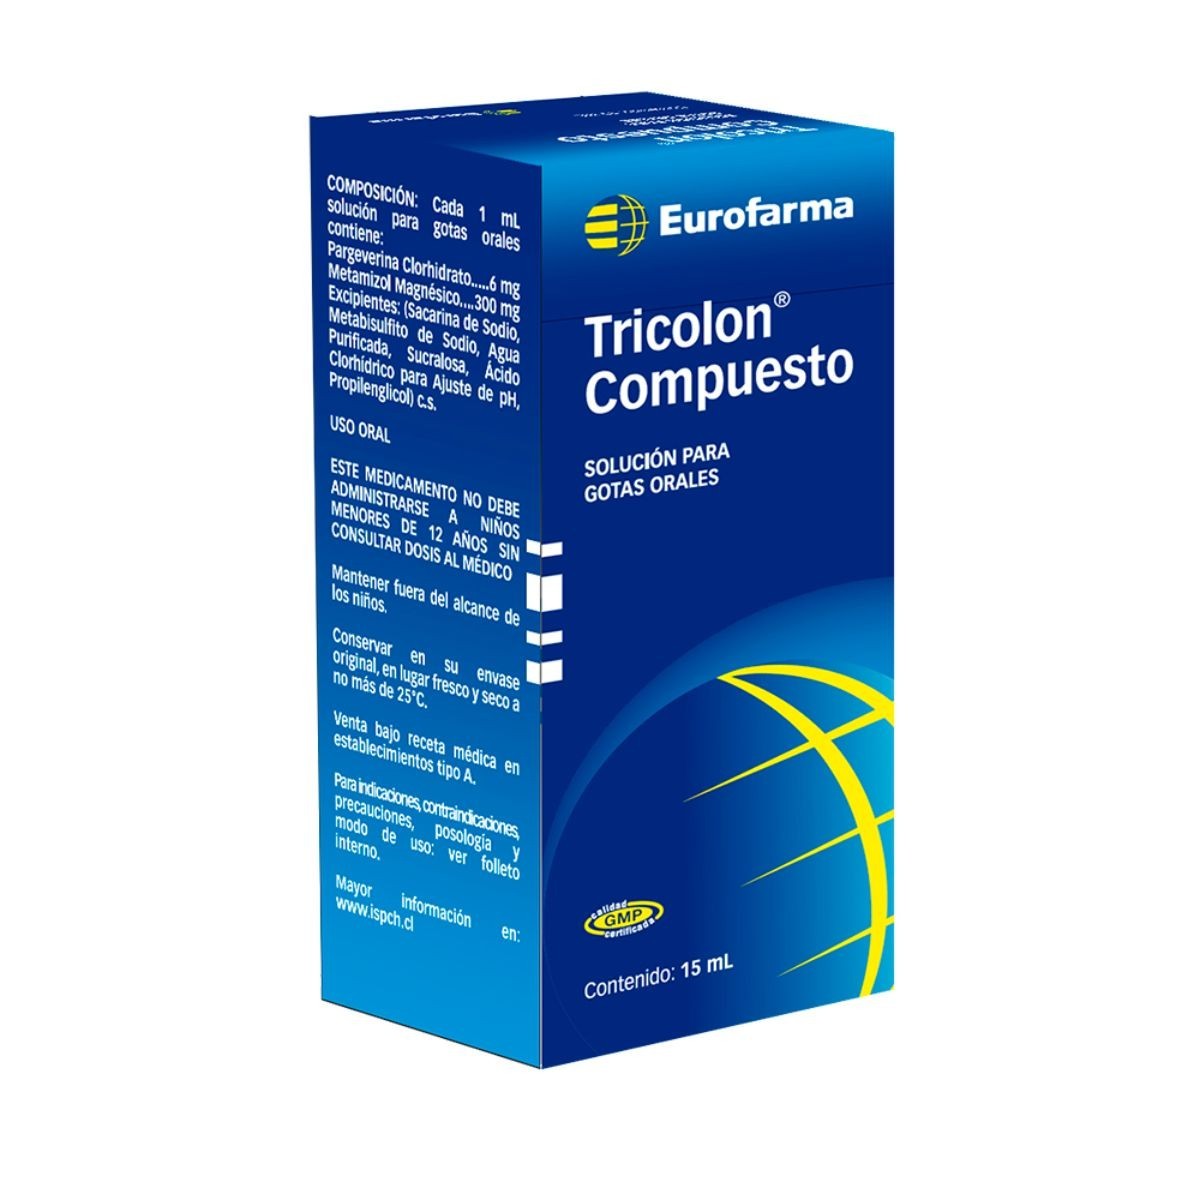 Eurofarma
Tricolon®
Compuesto
Eurofarma
Tricolon®
Compuesto
SOLUCIÓN PARA
GOTAS ORALES
calidad
GMP
certificada
Contenido: 15 mL
COMPOSICIÓN: Cada 1 mL
solución para gotas orales
contiene:
Pargeverina Clorhidrato.....6 mg
Metamizol Magnésico....300 mg
Excipientes: (Sacarina de Sodio,
Metabisulfito de Sodio, Agua
Purificada, Sucralosa, Ácido
Clorhídrico para Ajuste de pH,
Propilenglicol) c.s.
USO ORAL
ESTE MEDICAMENTO NO DEBE
ADMINISTRARSE A NIÑOS
MENORES DE 12 AÑOS SIN
CONSULTAR DOSIS AL MÉDICO
Mantener fuera del alcance de
los niños.
Conservar en su envase
original, en lugar fresco y seco a
no más de 25°C.
Venta bajo receta médica en
establecimientos tipo A.
Para indicaciones, contraindicaciones,
precauciones, posología y
modo de uso: ver folleto
interno.
Mayor información en:
www.ispch.cl